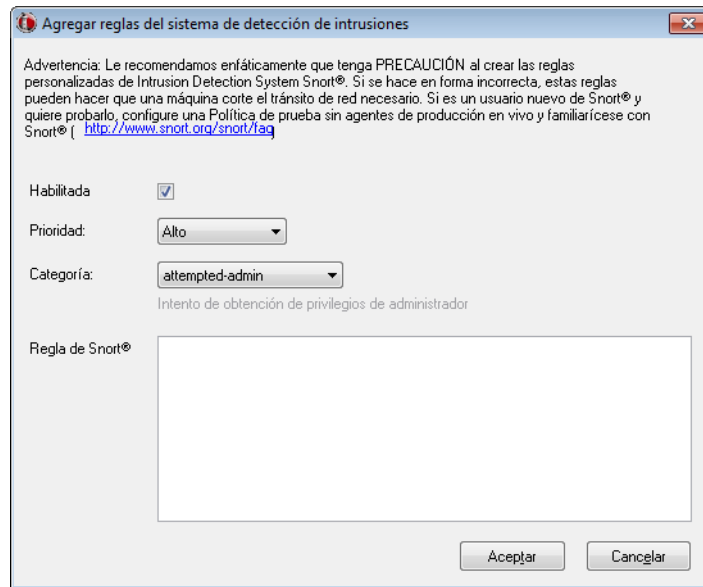 Agregar reglas del sistema de detección de intrusiones
Advertencia: Le recomendamos enfáticamente que tenga PRECAUCIÓN al crear las reglas
personalizadas de Intrusion Detection System Snort®. Si se hace en forma incorrecta, estas reglas
pueden hacer que una máquina corte el tránsito de red necesario. Si es un usuario nuevo de Snort® y
quiere probarlo, configure una Política de prueba sin agentes de producción en vivo y familiarícese con
Snort® ( http://www.snort.org/snort/faq)
Habilitada
Prioridad: Alto
Categoría: attempted-admin
Intento de obtención de privilegios de administrador
Regla de Snort®
Aceptar Cancelar